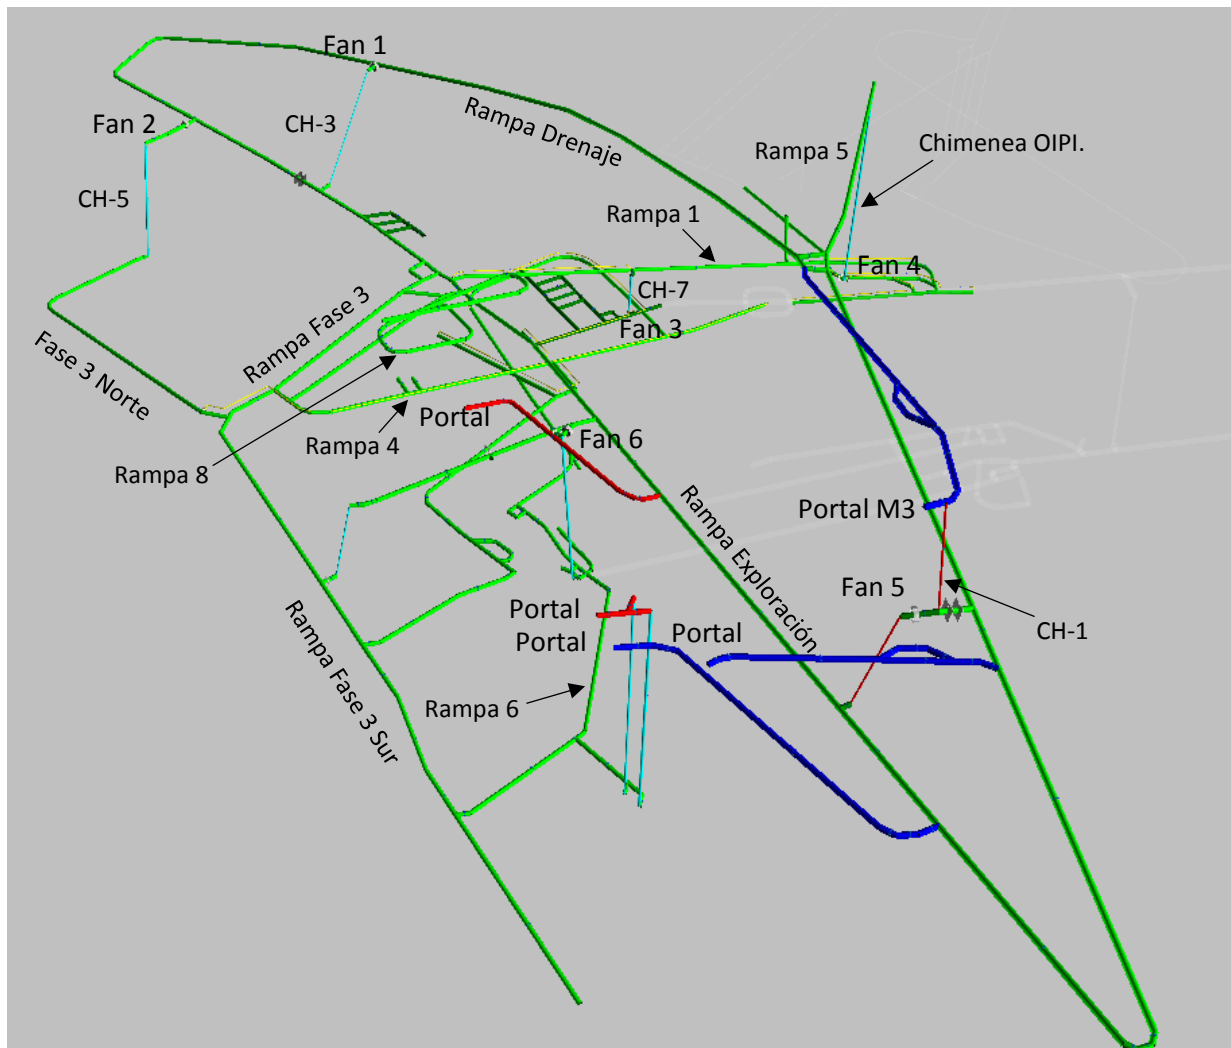 Fan 1
Rampa Drenaje
Fan 2
CH-3
CH-5
Rampa 5
Chimenea OIPI.
Rampa 1
Fan 4
CH-7
Rampa Fase 3
Fan 3
Fase 3 Norte
Portal
Rampa 4
Fan 6
Rampa 8
Rampa Exploración
Portal M3
Fan 5
Portal
Portal
Portal
CH-1
Rampa Fase 3 Sur
Rampa 6